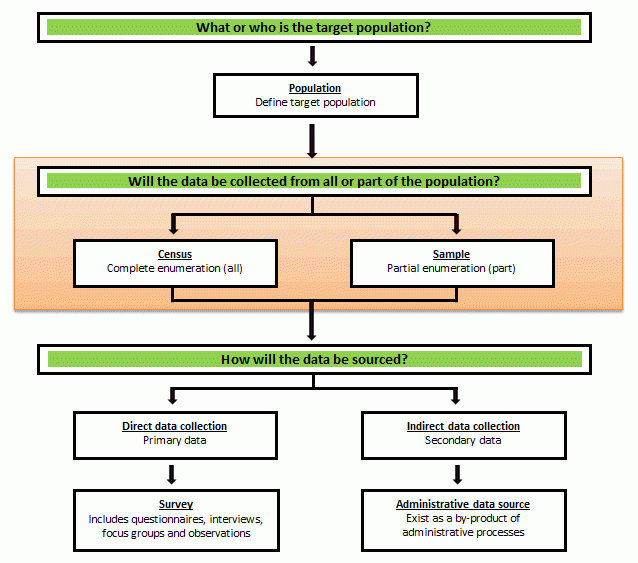 What or who is the target population?
Population
Define target population
Will the data be collected from all or part of the population?
Census
Complete enumeration (all)
Sample
Partial enumeration (part)
How will the data be sourced?
Direct data collection
Primary data
Indirect data collection
Secondary data
Survey
Includes questionnaires, interviews,
focus groups and observations
Administrative data source
Exist as a by-product of
administrative processes